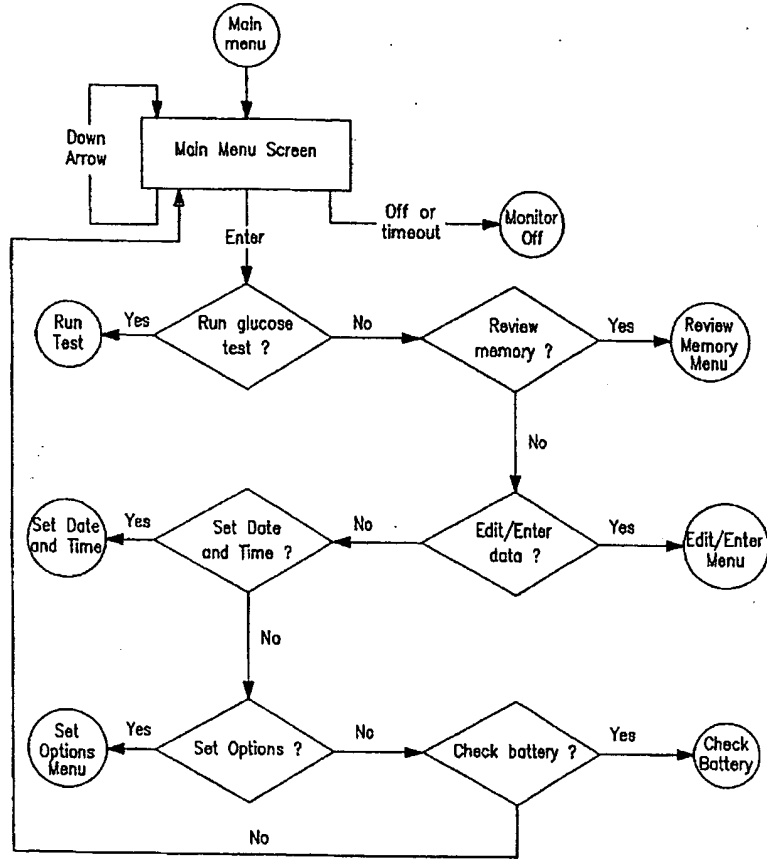 Main
menu
Down
Arrow
Main Menu Screen
Enter
Off or
timeout
Monitor
Off
Run
Test
Yes
Run glucose
test ?
No
Review
memory ?
Yes
Review
Memory
Menu
No
Set Date
and Time
Yes
Set Date
and Time ?
No
Edit/Enter
data ?
Yes
Edit/Enter
Menu
No
Set
Options
Menu
Yes
Set Options ?
No
Check battery ?
Yes
Check
Battery
No